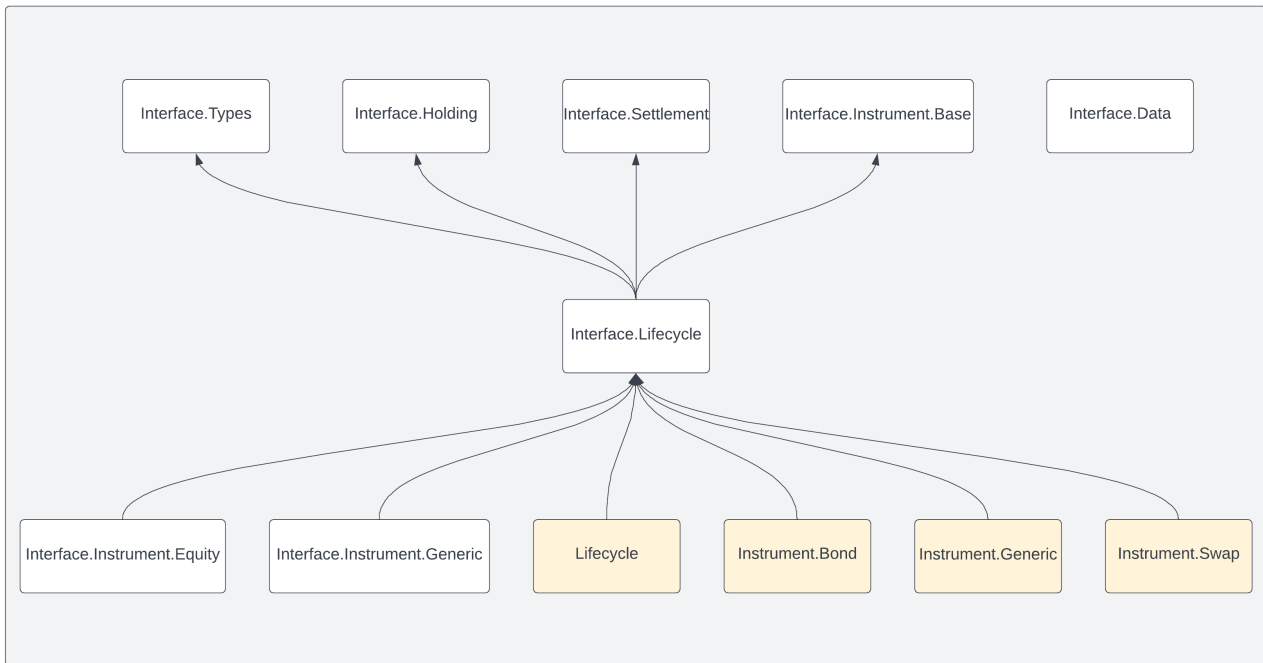 Interface.Types
Interface.Holding
Interface.Settlement
Interface.Instrument.Base
Interface.Data
Interface.Lifecycle
Interface.Instrument.Equity
Interface.Instrument.Generic
Lifecycle
Instrument.Bond
Instrument.Generic
Instrument.Swap